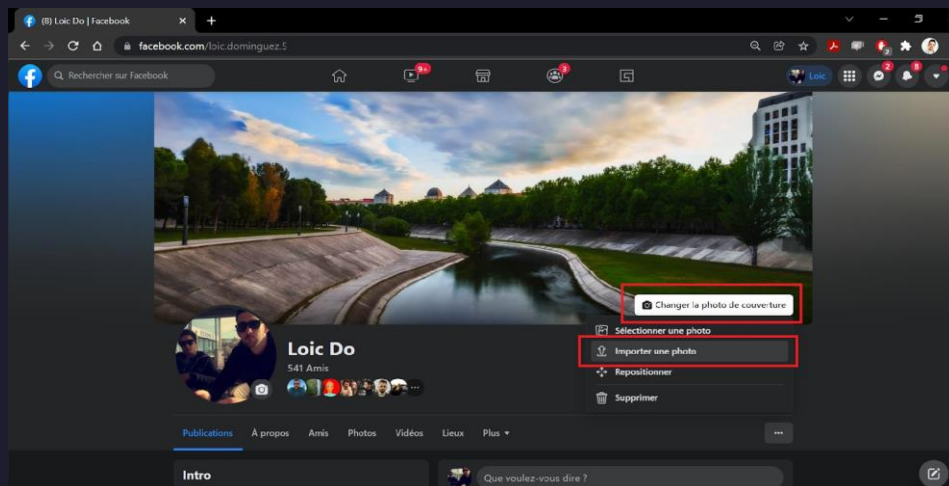 (8) Loic Do | Facebook
facebook.com/loic.dominguez.5
Rechercher sur Facebook
9+
3
Loic
2
8
Changer la photo de couverture
Sélectionner une photo
Importer une photo
Repositionner
Supprimer
Loic Do
541 Amis
Publications À propos Amis Photos Vidéos Lieux Plus
Intro
Que voulez-vous dire ?